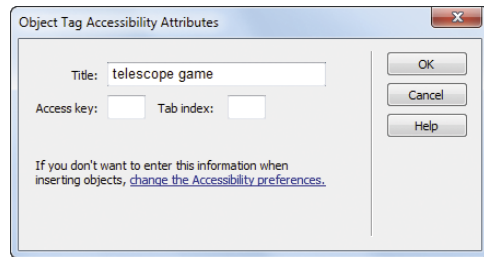 Object Tag Accessibility Attributes
Title: telescope game
Access key: Tab index:
If you don't want to enter this information when
inserting objects, change the Accessibility preferences.
OK
Cancel
Help